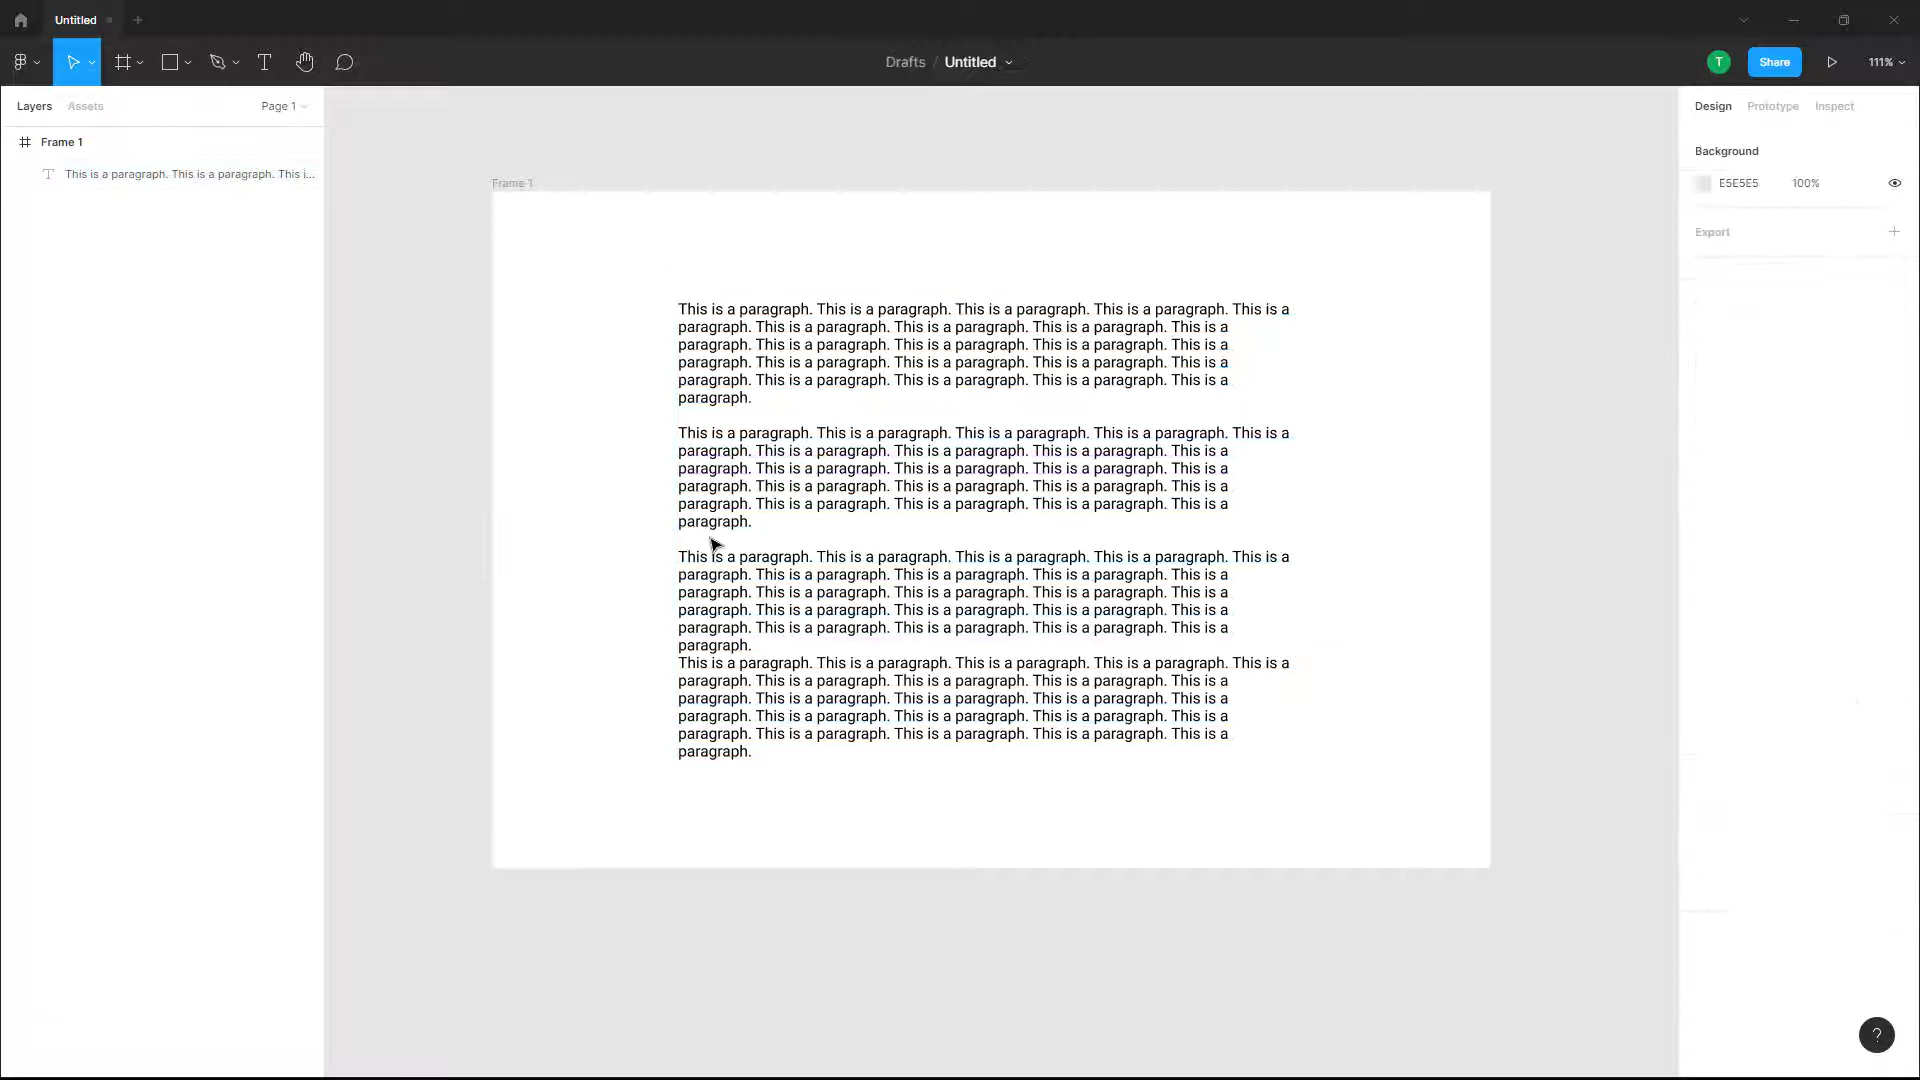 Untitled
Drafts / Untitled
T
Share
111%
Layers
Assets
Page 1
Frame 1
This is a paragraph. This is a paragraph. This i...
Frame 1
This is a paragraph. This is a paragraph. This is a paragraph. This is a paragraph. This is a
paragraph. This is a paragraph. This is a paragraph. This is a paragraph. This is a
paragraph. This is a paragraph. This is a paragraph. This is a paragraph. This is a
paragraph. This is a paragraph. This is a paragraph. This is a paragraph. This is a
paragraph. This is a paragraph. This is a paragraph. This is a paragraph. This is a
paragraph.
This is a paragraph. This is a paragraph. This is a paragraph. This is a paragraph. This is a
paragraph. This is a paragraph. This is a paragraph. This is a paragraph. This is a
paragraph. This is a paragraph. This is a paragraph. This is a paragraph. This is a
paragraph. This is a paragraph. This is a paragraph. This is a paragraph. This is a
paragraph. This is a paragraph. This is a paragraph. This is a paragraph. This is a
paragraph.
This is a paragraph. This is a paragraph. This is a paragraph. This is a paragraph. This is a
paragraph. This is a paragraph. This is a paragraph. This is a paragraph. This is a
paragraph. This is a paragraph. This is a paragraph. This is a paragraph. This is a
paragraph. This is a paragraph. This is a paragraph. This is a paragraph. This is a
paragraph. This is a paragraph. This is a paragraph. This is a paragraph. This is a
paragraph.
This is a paragraph. This is a paragraph. This is a paragraph. This is a paragraph. This is a
paragraph. This is a paragraph. This is a paragraph. This is a paragraph. This is a
paragraph. This is a paragraph. This is a paragraph. This is a paragraph. This is a
paragraph. This is a paragraph. This is a paragraph. This is a paragraph. This is a
paragraph. This is a paragraph. This is a paragraph. This is a paragraph. This is a
paragraph.
Design
Prototype
Inspect
Background
E5E5E5
100%
Export
?